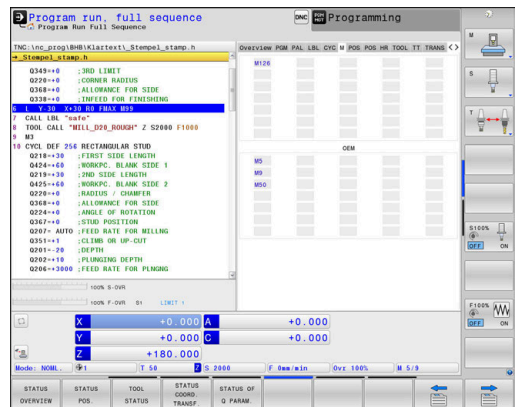 Program run, full sequence
Program Run Full Sequence
DNC
Programming
TNC:\nc_prog\BHB\Klartext\_Stempel_stamp.h
→_Stempel_stamp.h
Q349=+0 ;3RD LIMIT
Q220=+0 ;CORNER RADIUS
Q368=+0 ;ALLOWANCE FOR SIDE
Q338=+0 ;INFEED FOR FINISHING
6 L Y-30 X+30 R0 FMAX M99
7 CALL LBL "safe"
8 TOOL CALL "MILL_D20_ROUGH" Z S2000 F1000
9 M3
10 CYCL DEF 256 RECTANGULAR STUD
Q218=+30 ;FIRST SIDE LENGTH
Q424=+60 ;WORKPC. BLANK SIDE 1
Q219=+30 ;2ND SIDE LENGTH
Q425=+60 ;WORKPC. BLANK SIDE 2
Q220=+0 ;RADIUS / CHAMFER
Q368=+0 ;ALLOWANCE FOR SIDE
Q224=+0 ;ANGLE OF ROTATION
Q367=+0 ;STUD POSITION
Q207= AUTO ;FEED RATE FOR MILLNG
Q351=+1 ;CLIMB OR UP-CUT
Q201=-20 ;DEPTH
Q202=+10 ;PLUNGING DEPTH
Q206=+3000 ;FEED RATE FOR PLNGNG
Overview PGM PAL LBL CYC M POS POS HR TOOL TT TRANS <>
M126
OEM
M5
M9
M50
100% S-OVR
100% F-OVR S1 LIMIT 1
X +0.000 A +0.000
Y +0.000 C +0.000
Z +180.000
Mode: NOML. 1 T 50 Z S 2000 F 0mm/min Ovr 100% M 5/9
M
S
T
S100%
OFF ON
F100%
OFF ON
STATUS OVERVIEW
STATUS POS.
TOOL STATUS
STATUS COORD. TRANSF.
STATUS OF Q PARAM.